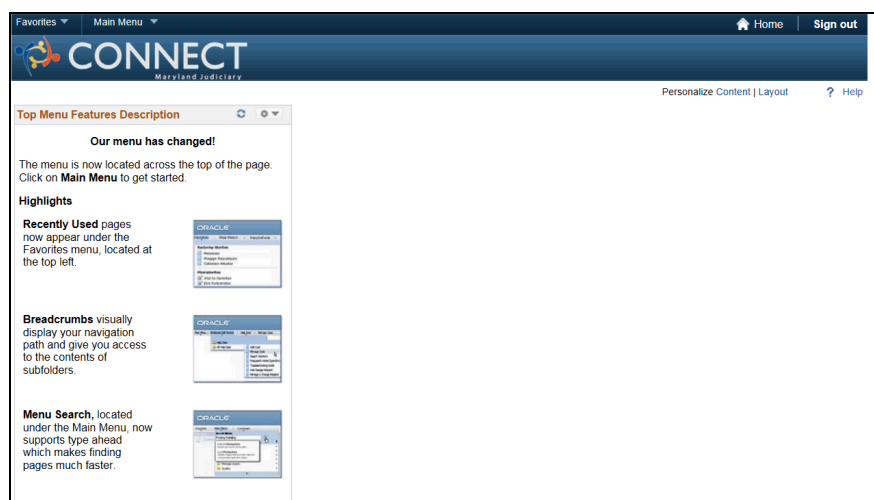 Favorites Main Menu Home Sign out
CONNECT
Maryland Judiciary
Personalize Content | Layout ? Help
Top Menu Features Description
Our menu has changed!
The menu is now located across the top of the page.
Click on Main Menu to get started.
Highlights
Recently Used pages
now appear under the
Favorites menu, located at
the top left.
ORACLE
Breadcrumbs visually
display your navigation
path and give you access
to the contents of
subfolders.
ORACLE
Menu Search, located
under the Main Menu, now
supports type ahead
which makes finding
pages much faster.
ORACLE